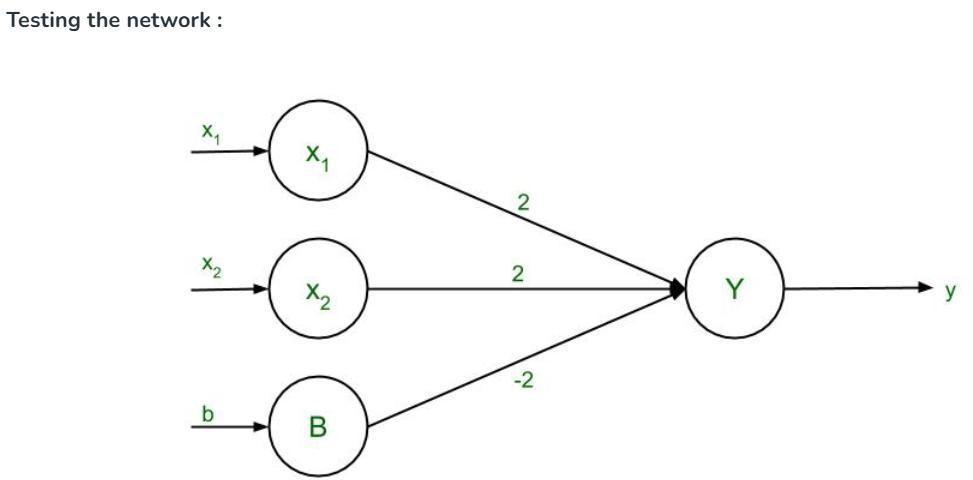 Testing the network :
x₁
X₁
2
x₂
X₂
2
Y
y
-2
b
B